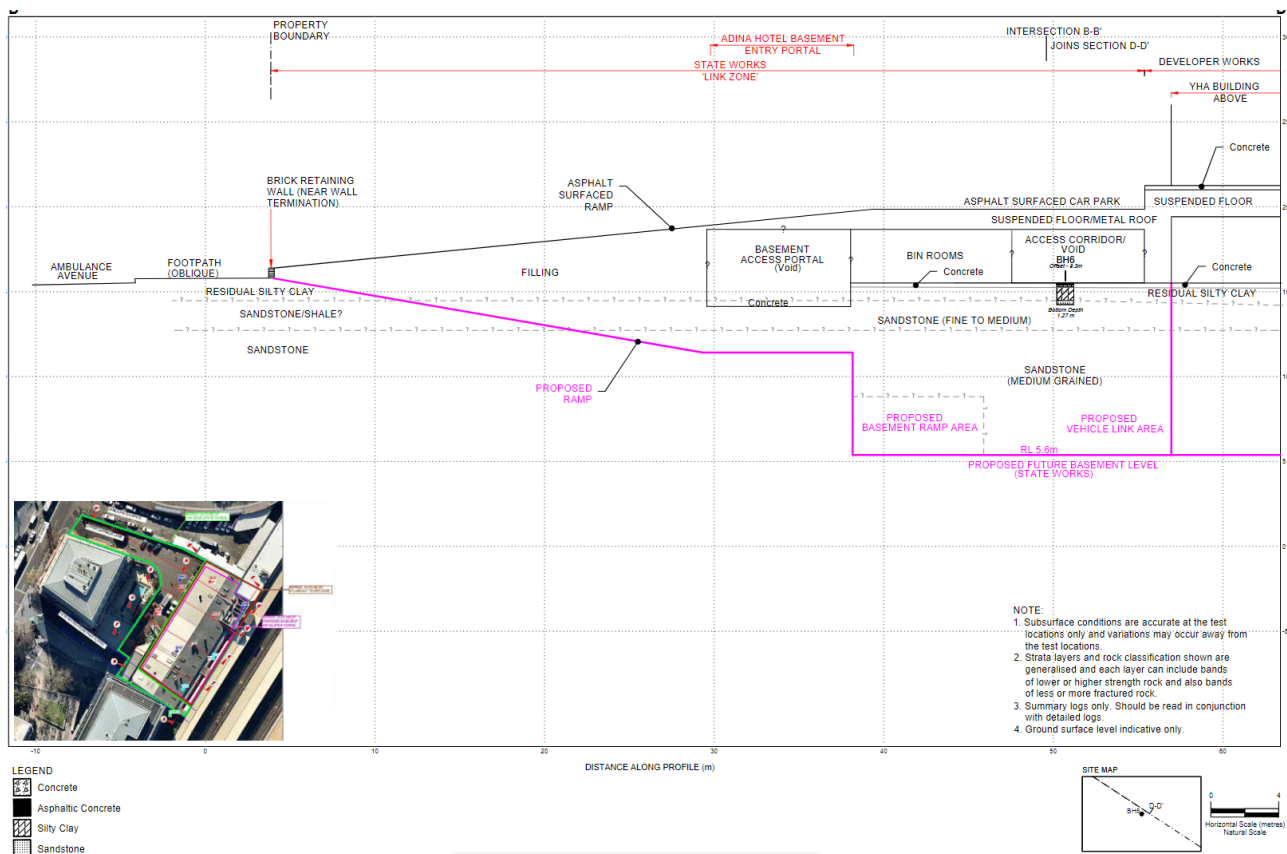 PROPERTY
BOUNDARY
ADINA HOTEL BASEMENT
ENTRY PORTAL
INTERSECTION B-B'
JOINS SECTION D-D'
STATE WORKS
'LINK ZONE'
DEVELOPER WORKS
YHA BUILDING
ABOVE
Concrete
BRICK RETAINING
WALL (NEAR WALL
TERMINATION)
ASPHALT
SURFACED
RAMP
ASPHALT SURFACED CAR PARK
SUSPENDED FLOOR
SUSPENDED FLOOR/METAL ROOF
AMBULANCE
AVENUE
FOOTPATH
(OBLIQUE)
FILLING
BASEMENT
ACCESS PORTAL
(Void)
BIN ROOMS
Concrete
ACCESS CORRIDOR/
VOID
BH6
Concrete
RESIDUAL SILTY CLAY
RESIDUAL SILTY CLAY
Concrete
Bottom Depth
1.27 m
SANDSTONE/SHALE?
SANDSTONE (FINE TO MEDIUM)
SANDSTONE
SANDSTONE
(MEDIUM GRAINED)
PROPOSED
RAMP
PROPOSED
BASEMENT RAMP AREA
PROPOSED
VEHICLE LINK AREA
RL 5.6m
PROPOSED FUTURE BASEMENT LEVEL
(STATE WORKS)
NOTE:
1. Subsurface conditions are accurate at the test
locations only and variations may occur away from
the test locations.
2. Strata layers and rock classification shown are
generalised and each layer can include bands
of lower or higher strength rock and also bands
of less or more fractured rock.
3. Summary logs only. Should be read in conjunction
with detailed logs.
4. Ground surface level indicative only.
-10 0 10 20 30 40 50 60
DISTANCE ALONG PROFILE (m)
LEGEND
Concrete
Asphaltic Concrete
Silty Clay
Sandstone
SITE MAP
D-D'
BH6
0 4
Horizontal Scale (metres)
Natural Scale